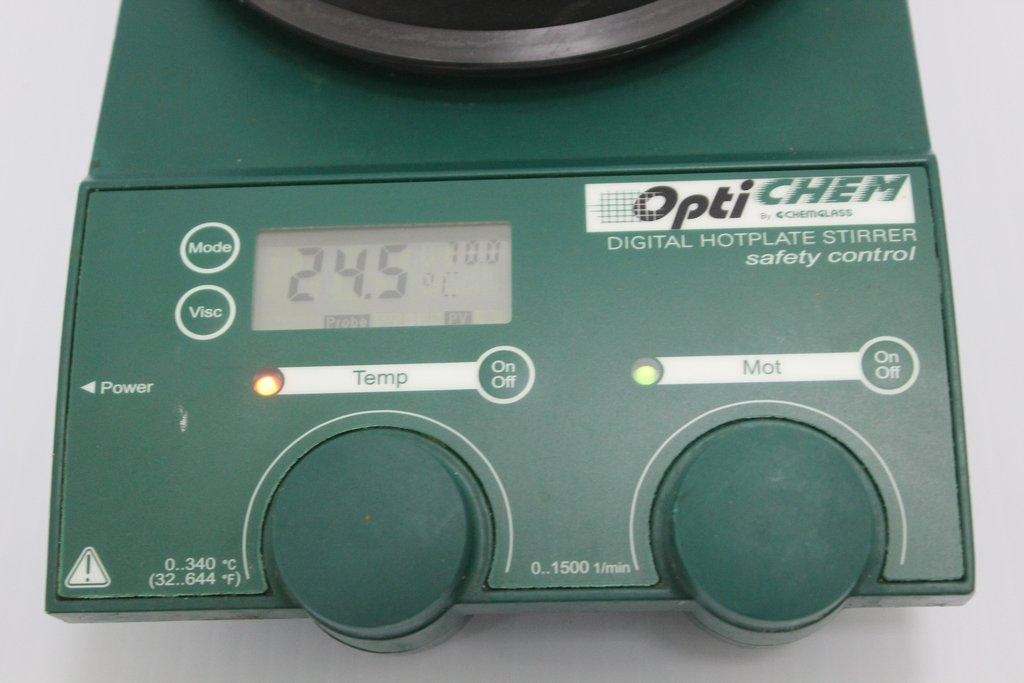 OptiCHEM
By CHEMGLASS
DIGITAL HOTPLATE STIRRER
safety control
Mode
24.5 °C
70.0
Visc
Probe
PV
Power
Temp
On
Off
Mot
On
Off
0..340 °C
(32..644 °F)
0..1500 1/min